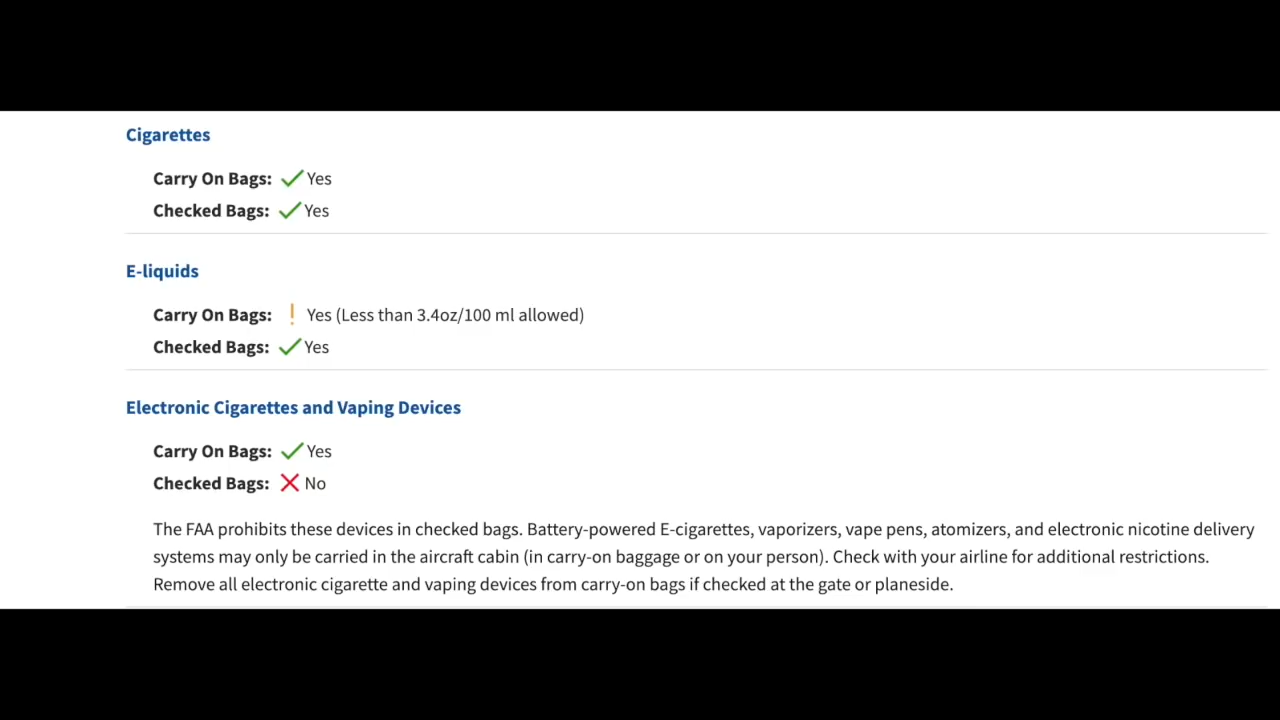 Cigarettes
Carry On Bags: Yes
Checked Bags: Yes
E-liquids
Carry On Bags: Yes (Less than 3.4oz/100 ml allowed)
Checked Bags: Yes
Electronic Cigarettes and Vaping Devices
Carry On Bags: Yes
Checked Bags: No
The FAA prohibits these devices in checked bags. Battery-powered E-cigarettes, vaporizers, vape pens, atomizers, and electronic nicotine delivery
systems may only be carried in the aircraft cabin (in carry-on baggage or on your person). Check with your airline for additional restrictions.
Remove all electronic cigarette and vaping devices from carry-on bags if checked at the gate or planeside.